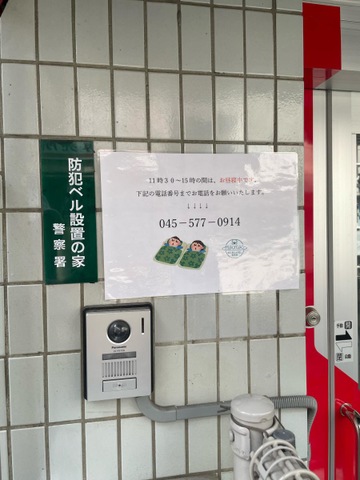 11時30〜15時の間は、お昼寝中です。
下記の電話番号までお電話をお願いいたします。
↓↓↓↓
045-577-0914
防犯ベル設置の家
警察署
Panasonic